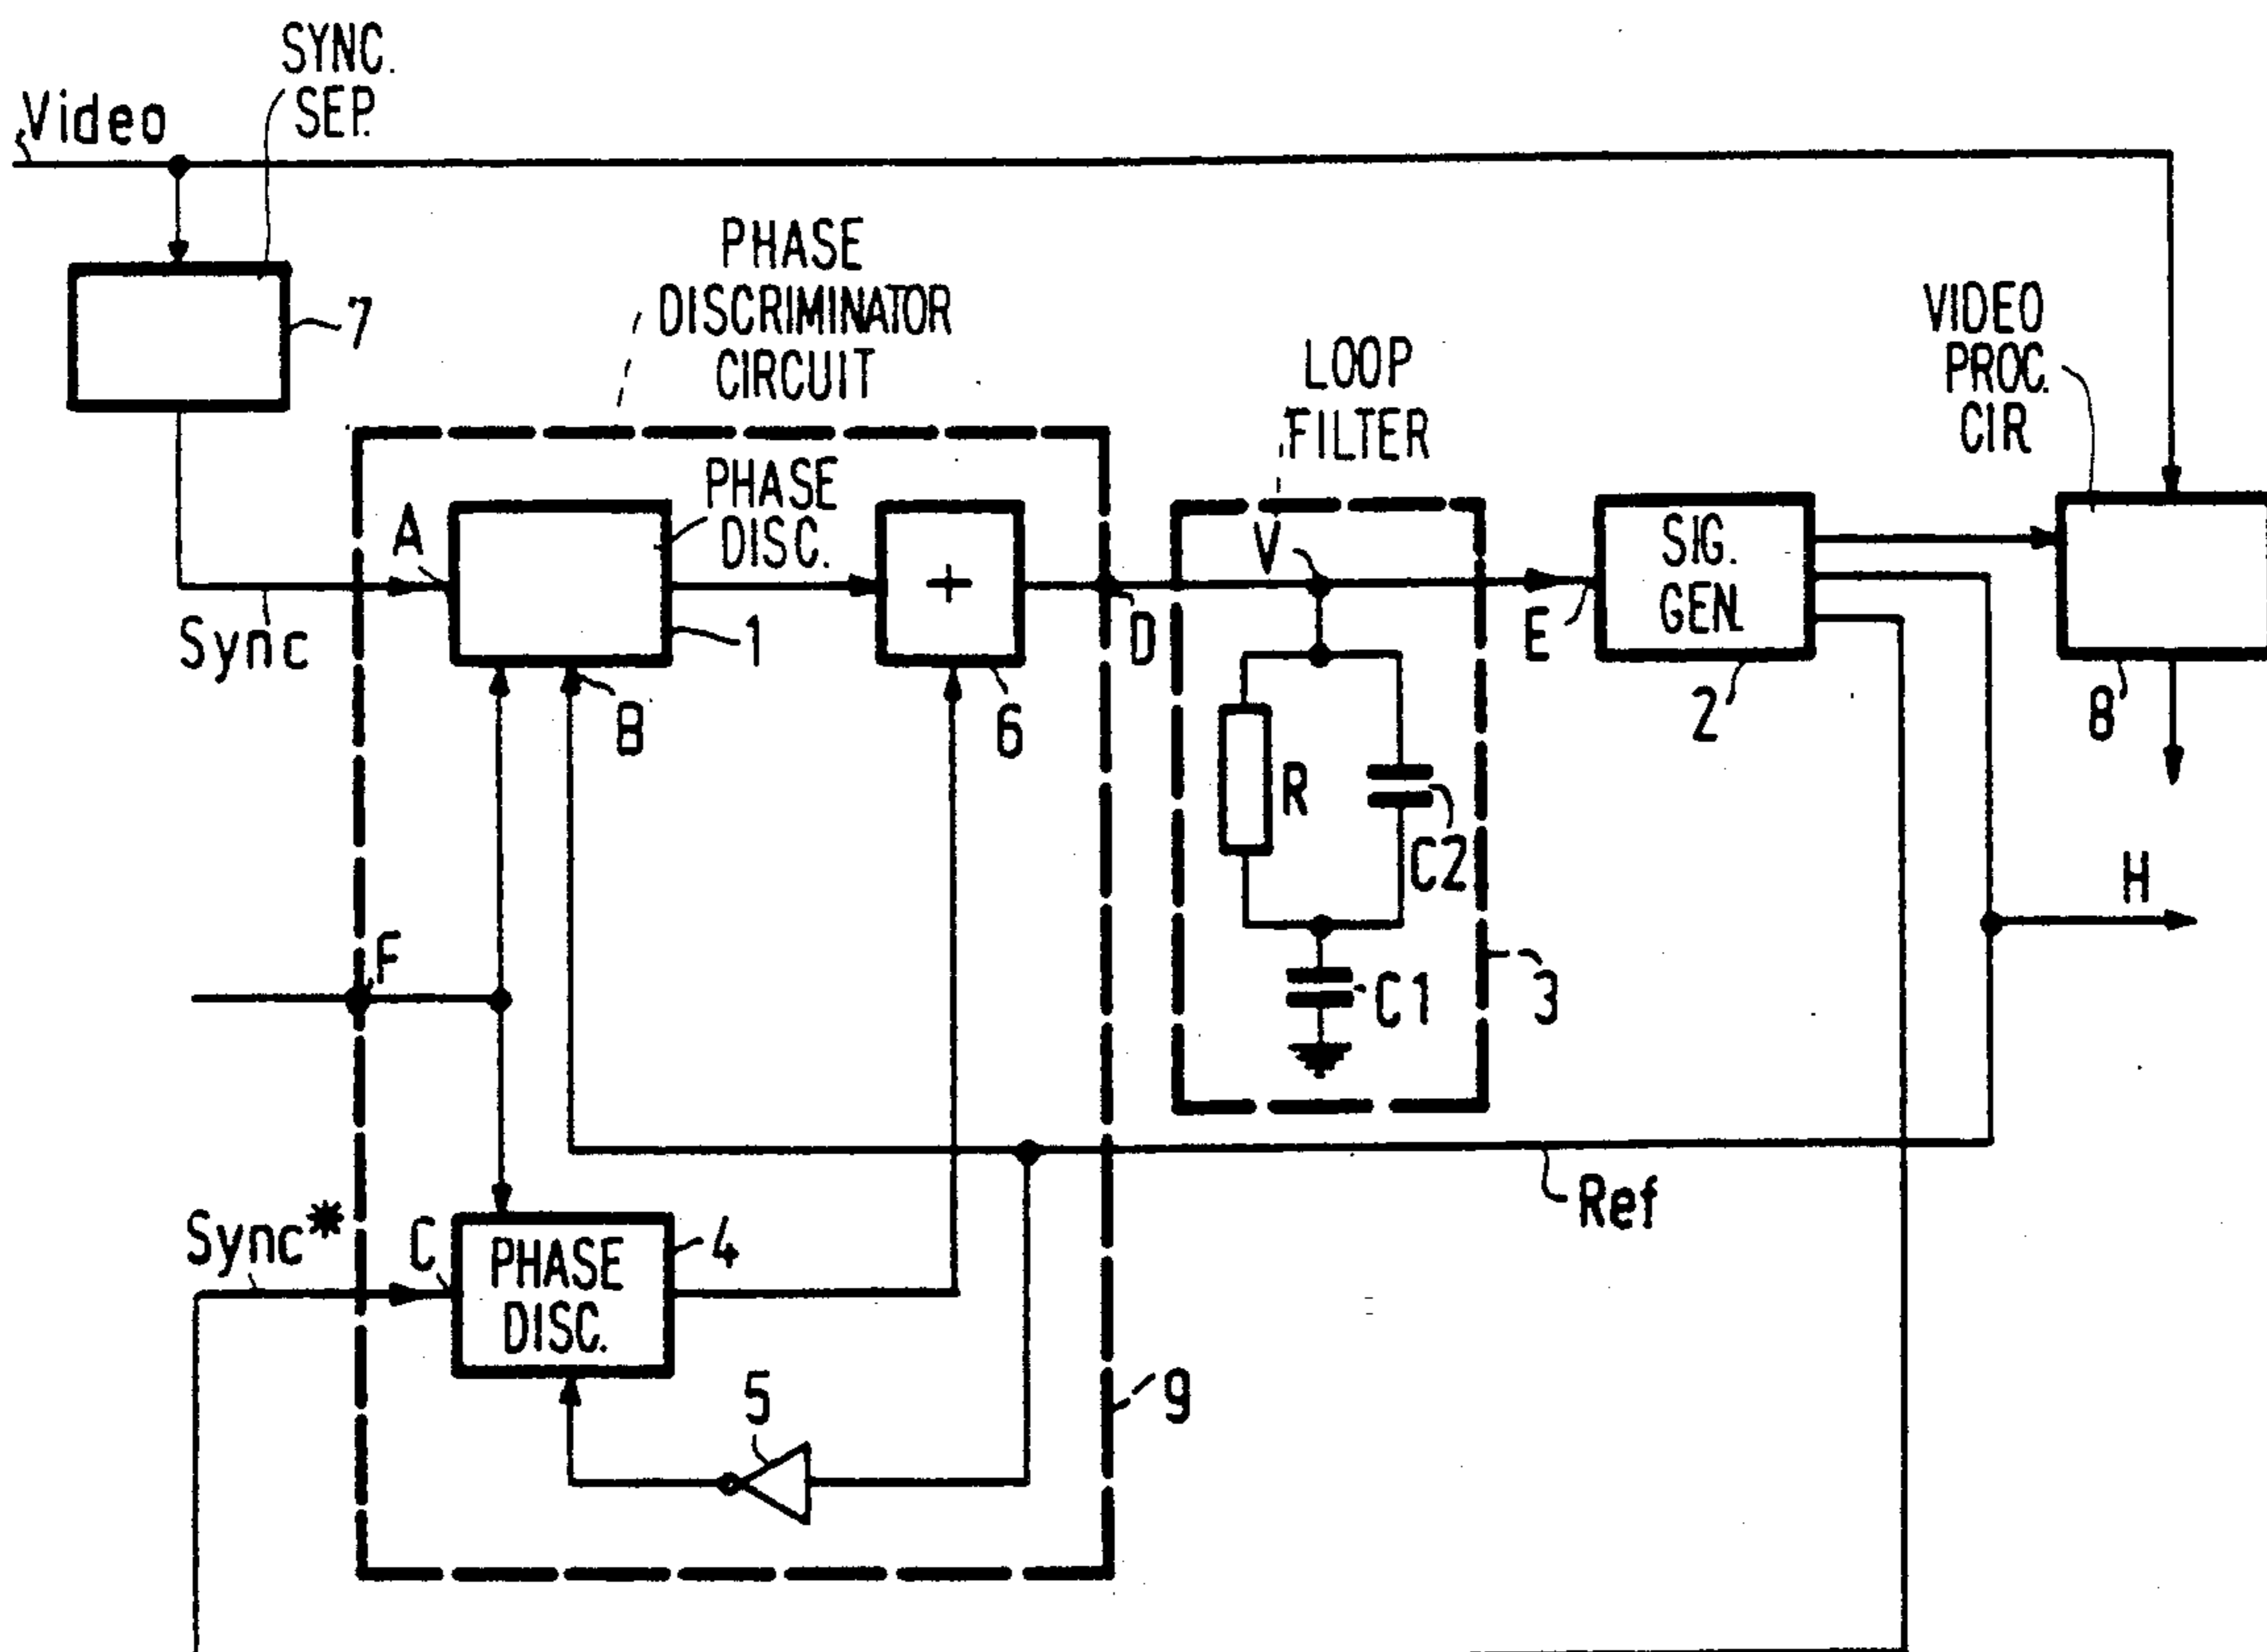 SYNC.
SEP.
Video
7
PHASE
DISCRIMINATOR
CIRCUIT
LOOP
FILTER
VIDEO
PROC.
CIR
A
PHASE
DISC.
1
Sync
B
+
6
D
V
E
SIG.
GEN.
2
8
R
C2
C1
3
H
F
Ref
Sync*
C
PHASE
DISC.
4
5
9